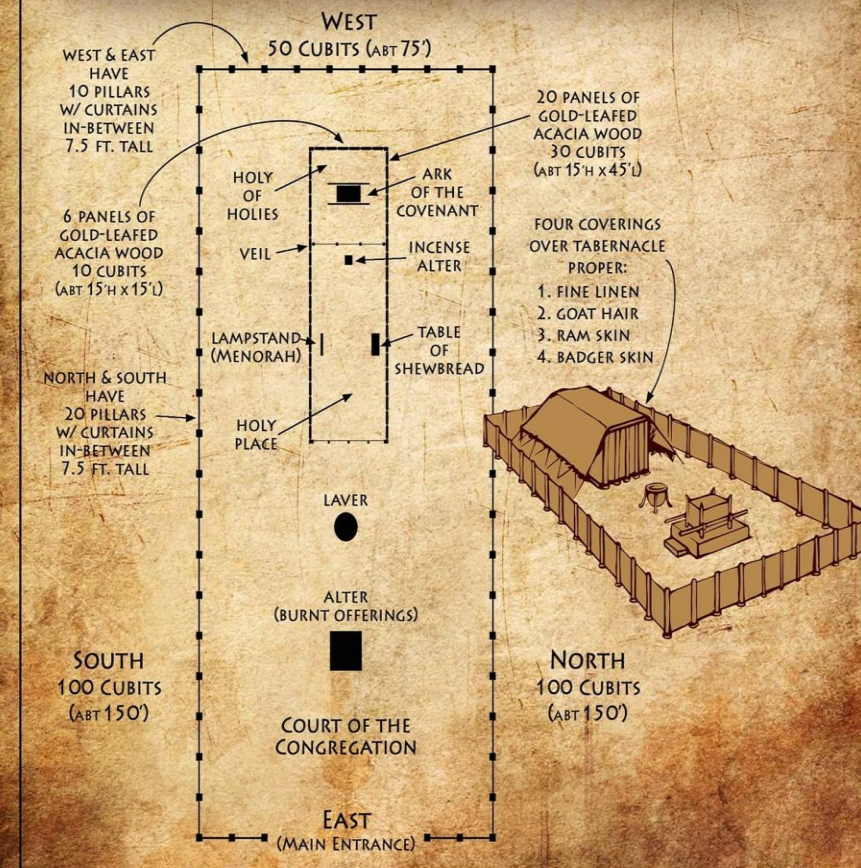 WEST
50 CUBITS (ABT 75')
WEST & EAST
HAVE
10 PILLARS
W/ CURTAINS
IN-BETWEEN
7.5 FT. TALL
20 PANELS OF
GOLD-LEAFED
ACACIA WOOD
30 CUBITS
(ABT 15'H X 45'L)
HOLY
OF
HOLIES
ARK
OF THE
COVENANT
6 PANELS OF
GOLD-LEAFED
ACACIA WOOD
10 CUBITS
(ABT 15'H X 15'L)
VEIL
INCENSE
ALTER
FOUR COVERINGS
OVER TABERNACLE
PROPER:
1. FINE LINEN
2. GOAT HAIR
3. RAM SKIN
4. BADGER SKIN
LAMPSTAND
(MENORAH)
TABLE
OF
SHEWBREAD
NORTH & SOUTH
HAVE
20 PILLARS
W/ CURTAINS
IN-BETWEEN
7.5 FT. TALL
HOLY
PLACE
LAVER
ALTER
(BURNT OFFERINGS)
SOUTH
100 CUBITS
(ABT 150')
NORTH
100 CUBITS
(ABT 150')
COURT OF THE
CONGREGATION
EAST
(MAIN ENTRANCE)